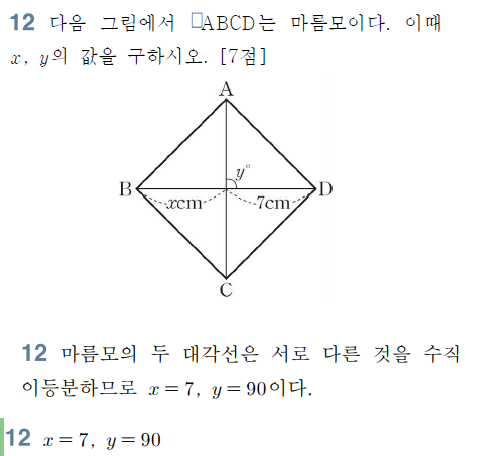 12 다음 그림에서 □ABCD는 마름모이다. 이때
x, y의 값을 구하시오. [7점]
A
y°
B
xcm
7cm
D
C
12 마름모의 두 대각선은 서로 다른 것을 수직
이등분하므로 x=7, y=90이다.
12 x=7, y=90